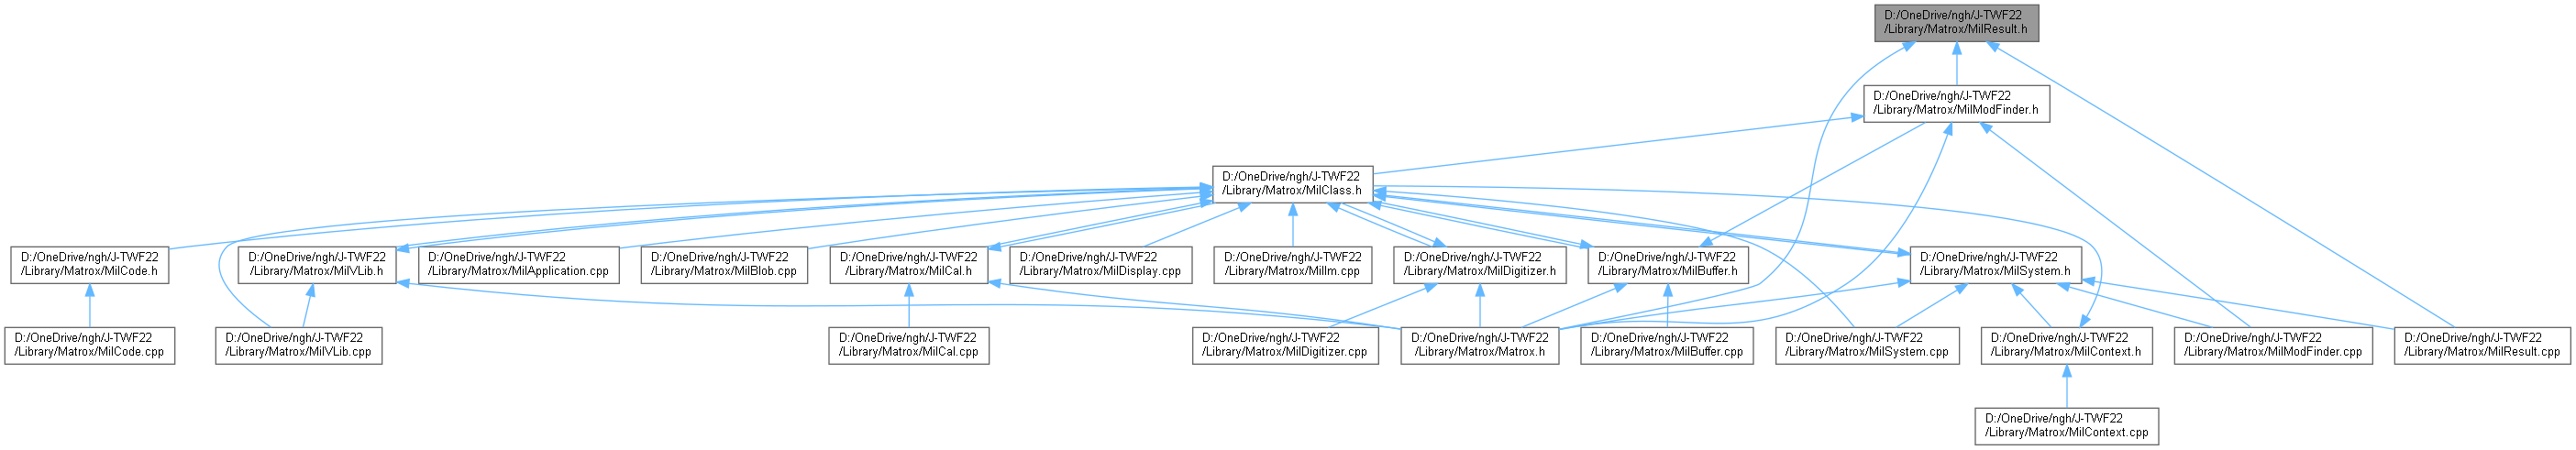 D:/OneDrive/ngh/J-TWF22
/Library/Matrox/MilResult.h
D:/OneDrive/ngh/J-TWF22
/Library/Matrox/MilModFinder.h
D:/OneDrive/ngh/J-TWF22
/Library/Matrox/MilClass.h
D:/OneDrive/ngh/J-TWF22
/Library/Matrox/MilCode.h
D:/OneDrive/ngh/J-TWF22
/Library/Matrox/MilVLib.h
D:/OneDrive/ngh/J-TWF22
/Library/Matrox/MilApplication.cpp
D:/OneDrive/ngh/J-TWF22
/Library/Matrox/MilBlob.cpp
D:/OneDrive/ngh/J-TWF22
/Library/Matrox/MilCal.h
D:/OneDrive/ngh/J-TWF22
/Library/Matrox/MilDisplay.cpp
D:/OneDrive/ngh/J-TWF22
/Library/Matrox/MilIm.cpp
D:/OneDrive/ngh/J-TWF22
/Library/Matrox/MilDigitizer.h
D:/OneDrive/ngh/J-TWF22
/Library/Matrox/MilBuffer.h
D:/OneDrive/ngh/J-TWF22
/Library/Matrox/MilSystem.h
D:/OneDrive/ngh/J-TWF22
/Library/Matrox/MilCode.cpp
D:/OneDrive/ngh/J-TWF22
/Library/Matrox/MilVLib.cpp
D:/OneDrive/ngh/J-TWF22
/Library/Matrox/MilCal.cpp
D:/OneDrive/ngh/J-TWF22
/Library/Matrox/MilDigitizer.cpp
D:/OneDrive/ngh/J-TWF22
/Library/Matrox/Matrox.h
D:/OneDrive/ngh/J-TWF22
/Library/Matrox/MilBuffer.cpp
D:/OneDrive/ngh/J-TWF22
/Library/Matrox/MilSystem.cpp
D:/OneDrive/ngh/J-TWF22
/Library/Matrox/MilContext.h
D:/OneDrive/ngh/J-TWF22
/Library/Matrox/MilModFinder.cpp
D:/OneDrive/ngh/J-TWF22
/Library/Matrox/MilResult.cpp
D:/OneDrive/ngh/J-TWF22
/Library/Matrox/MilContext.cpp